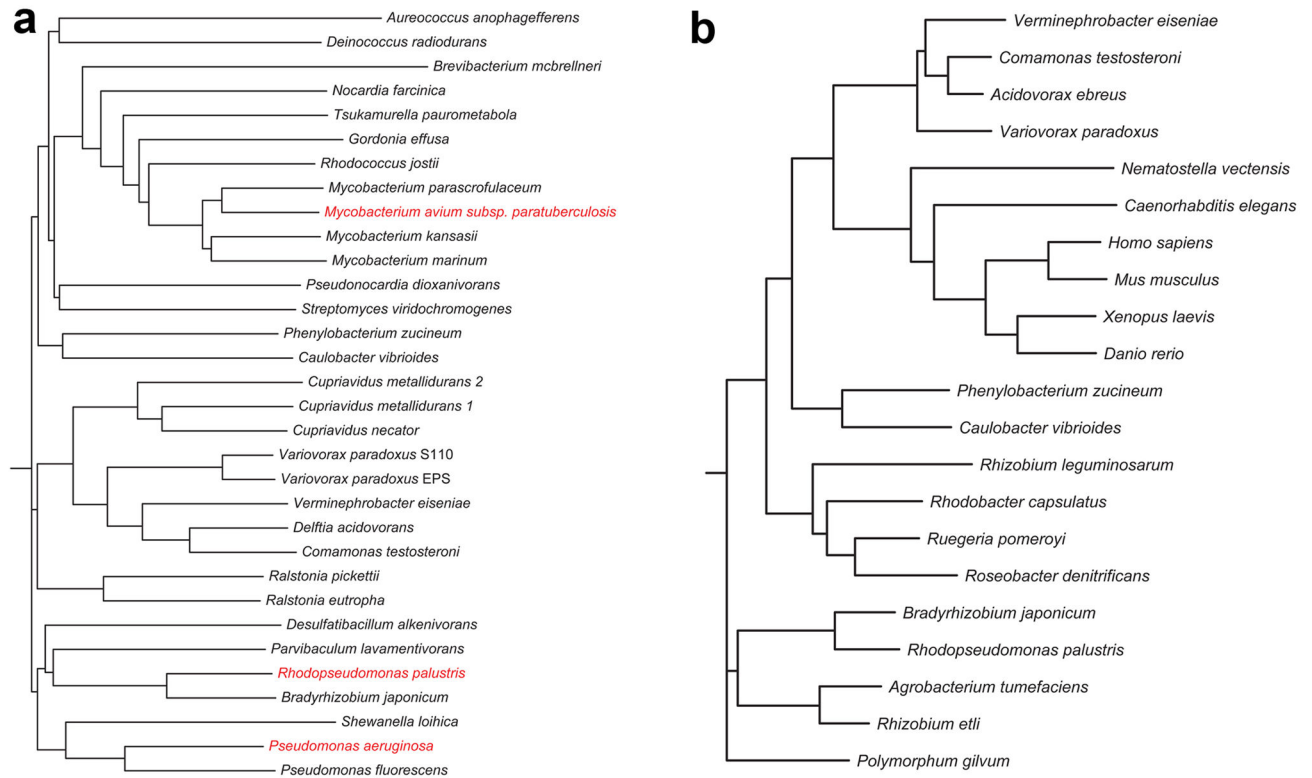 a
Aureococcus anophagefferens
Deinococcus radiodurans
Brevibacterium mcbrellneri
Nocardia farcinica
Tsukamurella paurometabola
Gordonia effusa
Rhodococcus jostii
Mycobacterium parascrofulaceum
Mycobacterium avium subsp. paratuberculosis
Mycobacterium kansasii
Mycobacterium marinum
Pseudonocardia dioxanivorans
Streptomyces viridochromogenes
Phenylobacterium zucineum
Caulobacter vibrioides
Cupriavidus metallidurans 2
Cupriavidus metallidurans 1
Cupriavidus necator
Variovorax paradoxus S110
Variovorax paradoxus EPS
Verminephrobacter eiseniae
Delftia acidovorans
Comamonas testosteroni
Ralstonia pickettii
Ralstonia eutropha
Desulfatibacillum alkenivorans
Parvibaculum lavamentivorans
Rhodopseudomonas palustris
Bradyrhizobium japonicum
Shewanella loihica
Pseudomonas aeruginosa
Pseudomonas fluorescens
b
Verminephrobacter eiseniae
Comamonas testosteroni
Acidovorax ebreus
Variovorax paradoxus
Nematostella vectensis
Caenorhabditis elegans
Homo sapiens
Mus musculus
Xenopus laevis
Danio rerio
Phenylobacterium zucineum
Caulobacter vibrioides
Rhizobium leguminosarum
Rhodobacter capsulatus
Ruegeria pomeroyi
Roseobacter denitrificans
Bradyrhizobium japonicum
Rhodopseudomonas palustris
Agrobacterium tumefaciens
Rhizobium etli
Polymorphum gilvum